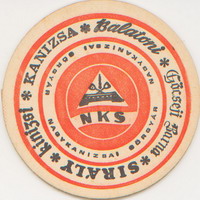 KANIZSA * Balatoni * Göcseji Barna * SIRÁLY * Kinizsi *
NAGYKANIZSAI SÖRGYÁR
NKS
NAGYKANIZSAI SÖRGYÁR